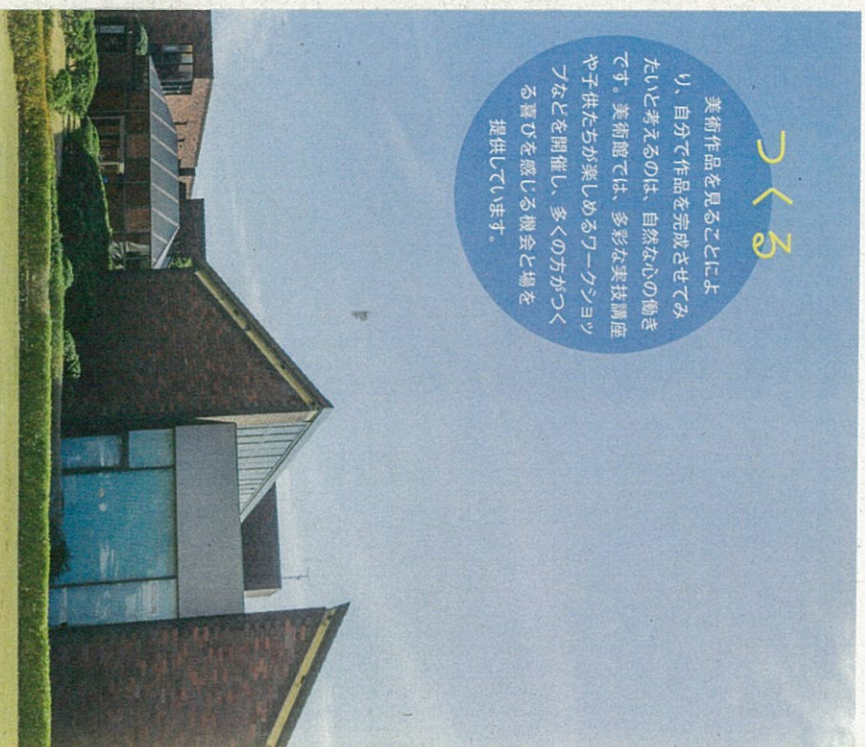 つくる
美術作品を見ることによ
り、自分で作品を完成させてみ
たいと考えるのは、自然な心の働き
です。美術館では、多彩な実技講座
や子供たちが楽しめるワークショッ
プなどを開催し、多くの方がつく
る喜びを感じる機会と場を
提供しています。